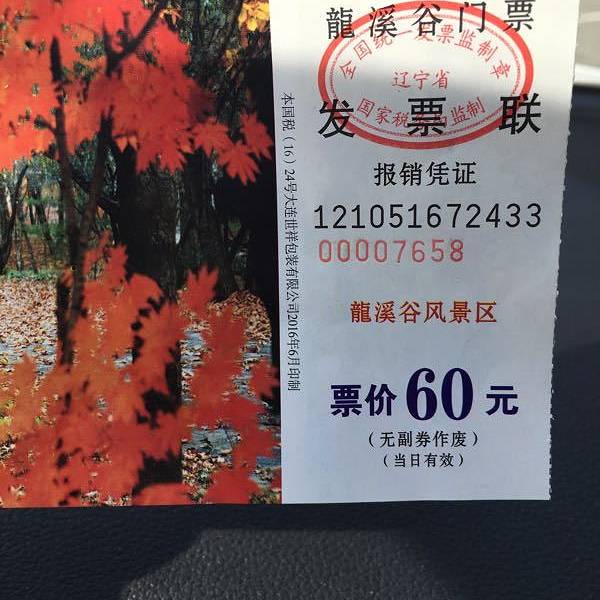 龍溪谷门票
全国统一发票监制章
辽宁省
国家税务局监制
发票联
报销凭证
121051672433
00007658
龍溪谷风景区
票价60元
（无副券作废）
（当日有效）
本国税（16）24号大连世祥包装有限公司2016年6月印制